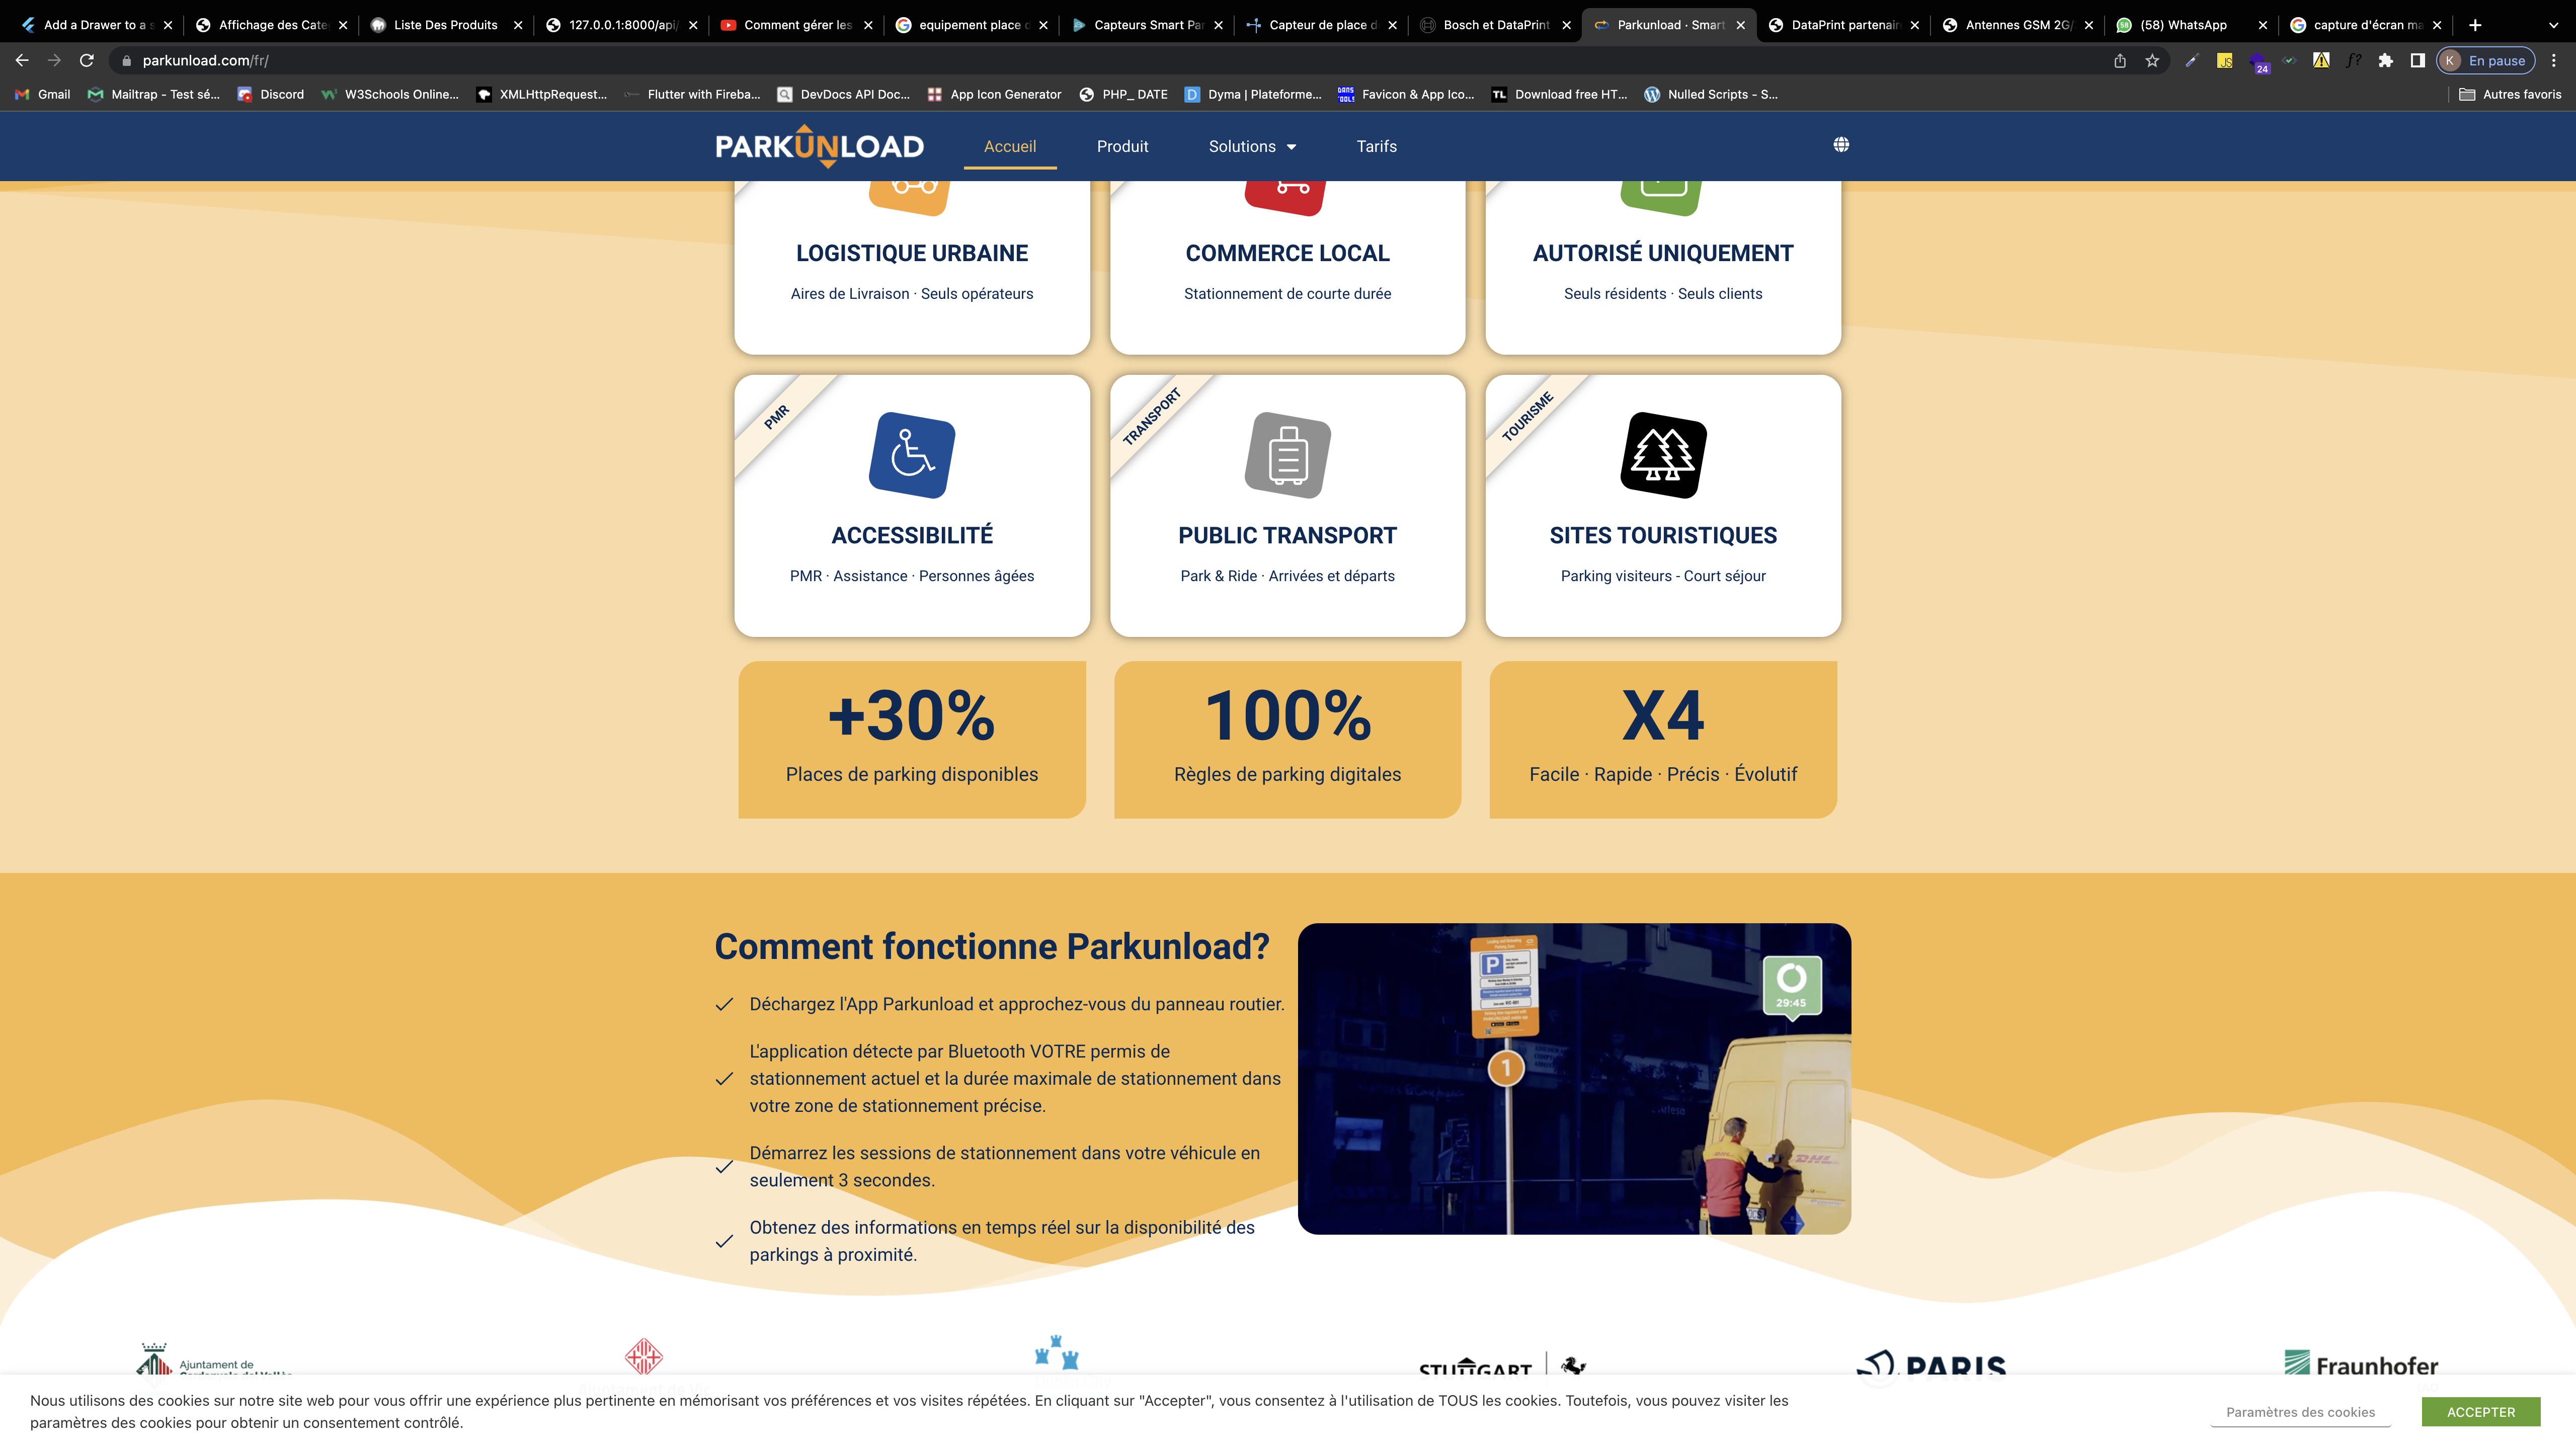 Add a Drawer to a s
Affichage des Cate
Liste Des Produits
127.0.0.1:8000/api/
Comment gérer les
equipement place d
Capteurs Smart Par
Capteur de place d
Bosch et DataPrint
Parkunload · Smart
DataPrint partenair
Antennes GSM 2G/
(58) WhatsApp
capture d'écran ma
parkunload.com/fr/
24
K
En pause
Gmail
Mailtrap - Test sé...
Discord
W3Schools Online...
XMLHttpRequest...
Flutter with Fireba...
DevDocs API Doc...
App Icon Generator
PHP_ DATE
Dyma | Plateforme...
Favicon & App Ico...
TL
Download free HT...
Nulled Scripts - S...
Autres favoris
PARKUNLOAD
Accueil
Produit
Solutions
Tarifs
LOGISTIQUE URBAINE
Aires de Livraison · Seuls opérateurs
COMMERCE LOCAL
Stationnement de courte durée
AUTORISÉ UNIQUEMENT
Seuls résidents · Seuls clients
PMR
ACCESSIBILITÉ
PMR · Assistance · Personnes âgées
TRANSPORT
PUBLIC TRANSPORT
Park & Ride · Arrivées et départs
TOURISME
SITES TOURISTIQUES
Parking visiteurs - Court séjour
+30%
Places de parking disponibles
100%
Règles de parking digitales
X4
Facile · Rapide · Précis · Évolutif
Comment fonctionne Parkunload?
Déchargez l'App Parkunload et approchez-vous du panneau routier.
L'application détecte par Bluetooth VOTRE permis de
stationnement actuel et la durée maximale de stationnement dans
votre zone de stationnement précise.
Démarrez les sessions de stationnement dans votre véhicule en
seulement 3 secondes.
Obtenez des informations en temps réel sur la disponibilité des
parkings à proximité.
P
1
29:45
DHL
Ajuntament de
STUTTGART
PARIS
Fraunhofer
Nous utilisons des cookies sur notre site web pour vous offrir une expérience plus pertinente en mémorisant vos préférences et vos visites répétées. En cliquant sur "Accepter", vous consentez à l'utilisation de TOUS les cookies. Toutefois, vous pouvez visiter les
paramètres des cookies pour obtenir un consentement contrôlé.
Paramètres des cookies
ACCEPTER